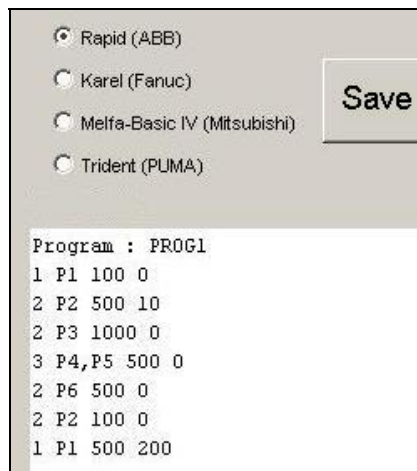 Rapid (ABB)
Karel (Fanuc)
Melfa-Basic IV (Mitsubishi)
Trident (PUMA)
Save
Program : PROG1
1 P1 100 0
2 P2 500 10
2 P3 1000 0
3 P4,P5 500 0
2 P6 500 0
2 P2 100 0
1 P1 500 200